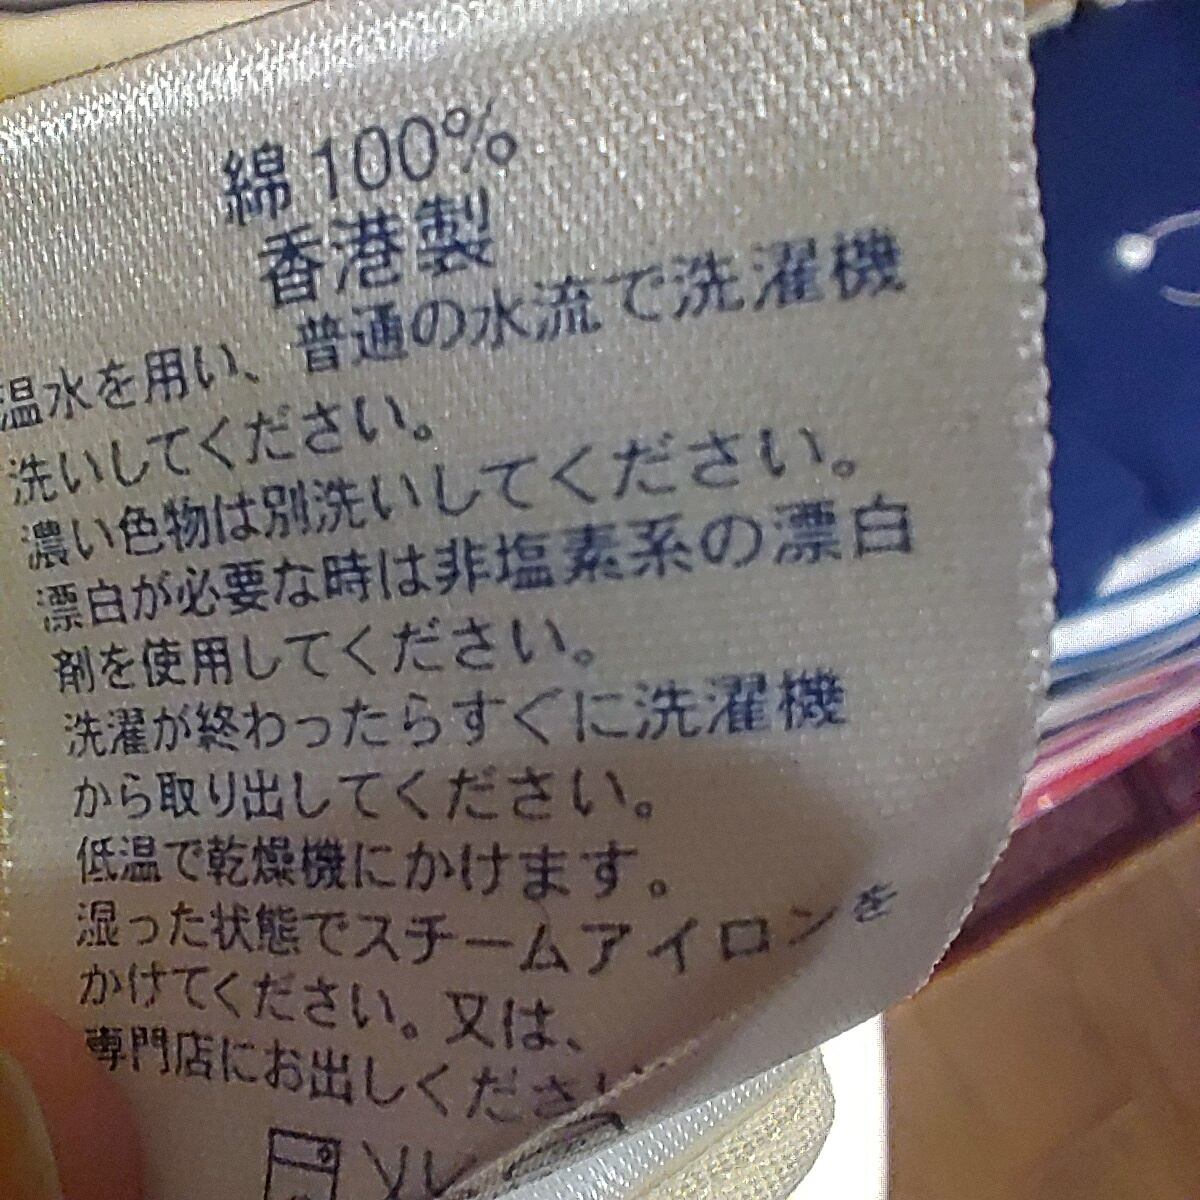 綿100%
香港製
温水を用い、普通の水流で洗濯機
洗いしてください。
濃い色物は別洗いしてください。
漂白が必要な時は非塩素系の漂白
剤を使用してください。
洗濯が終わったらすぐに洗濯機
から取り出してください。
低温で乾燥機にかけます。
湿った状態でスチームアイロンを
かけてください。又は、
専門店にお出しください